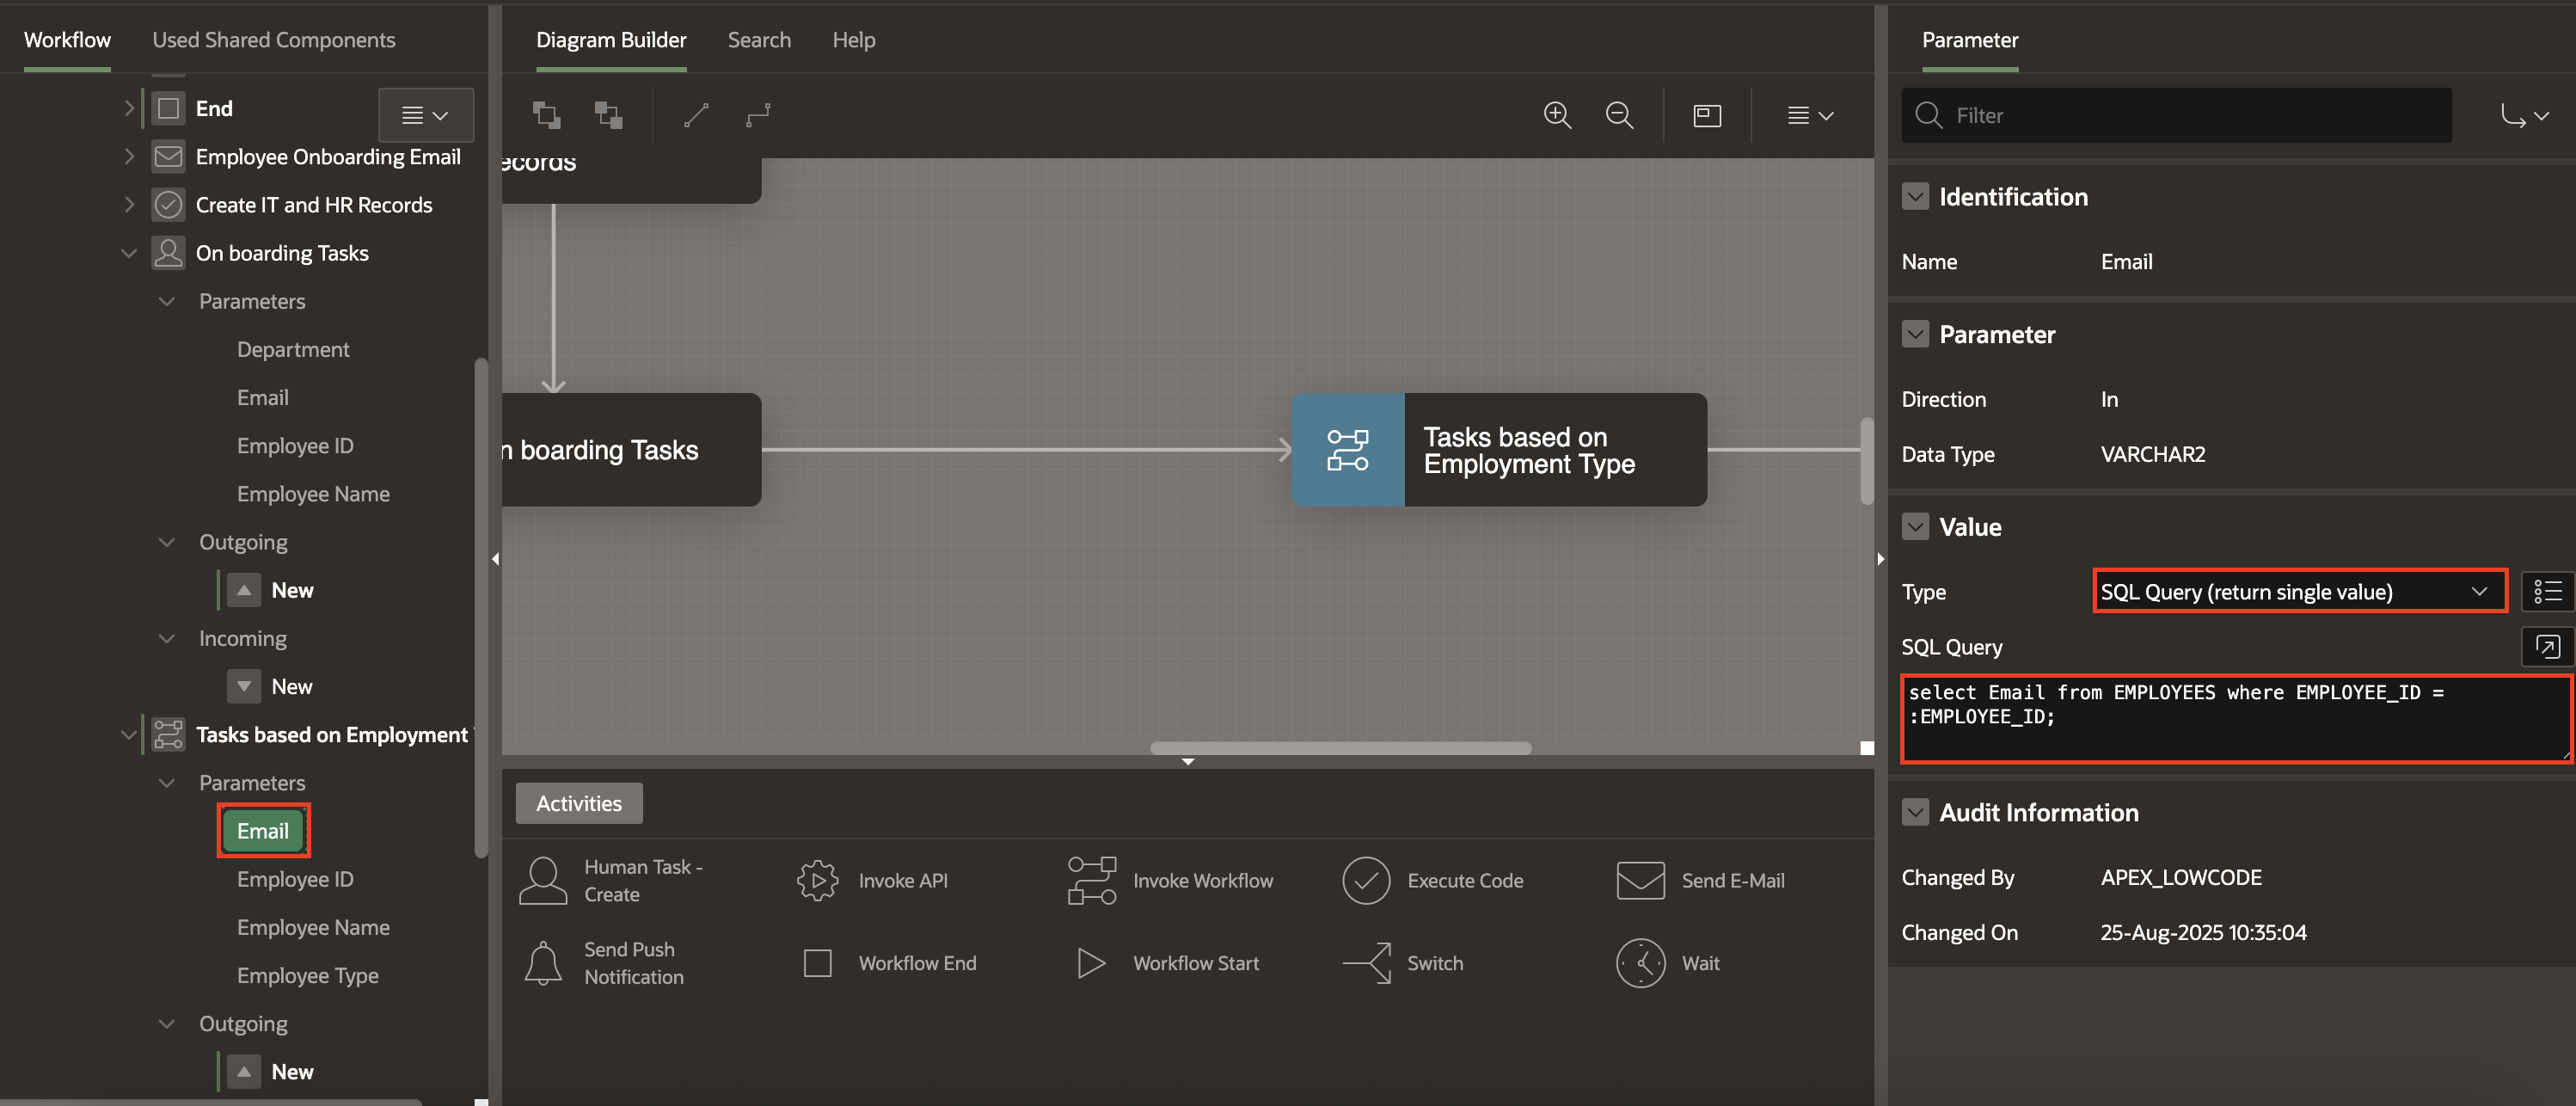 Workflow
Used Shared Components
End
Employee Onboarding Email
Create IT and HR Records
On boarding Tasks
Parameters
Department
Email
Employee ID
Employee Name
Outgoing
New
Incoming
New
Tasks based on Employment
Parameters
Email
Employee ID
Employee Name
Employee Type
Outgoing
New
Diagram Builder
Search
Help
ecords
n boarding Tasks
Tasks based on
Employment Type
Activities
Human Task -
Create
Invoke API
Invoke Workflow
Execute Code
Send E-Mail
Send Push
Notification
Workflow End
Workflow Start
Switch
Wait
Parameter
Filter
Identification
Name
Email
Parameter
Direction
In
Data Type
VARCHAR2
Value
Type
SQL Query (return single value)
SQL Query
select Email from EMPLOYEES where EMPLOYEE_ID =
:EMPLOYEE_ID;
Audit Information
Changed By
APEX_LOWCODE
Changed On
25-Aug-2025 10:35:04